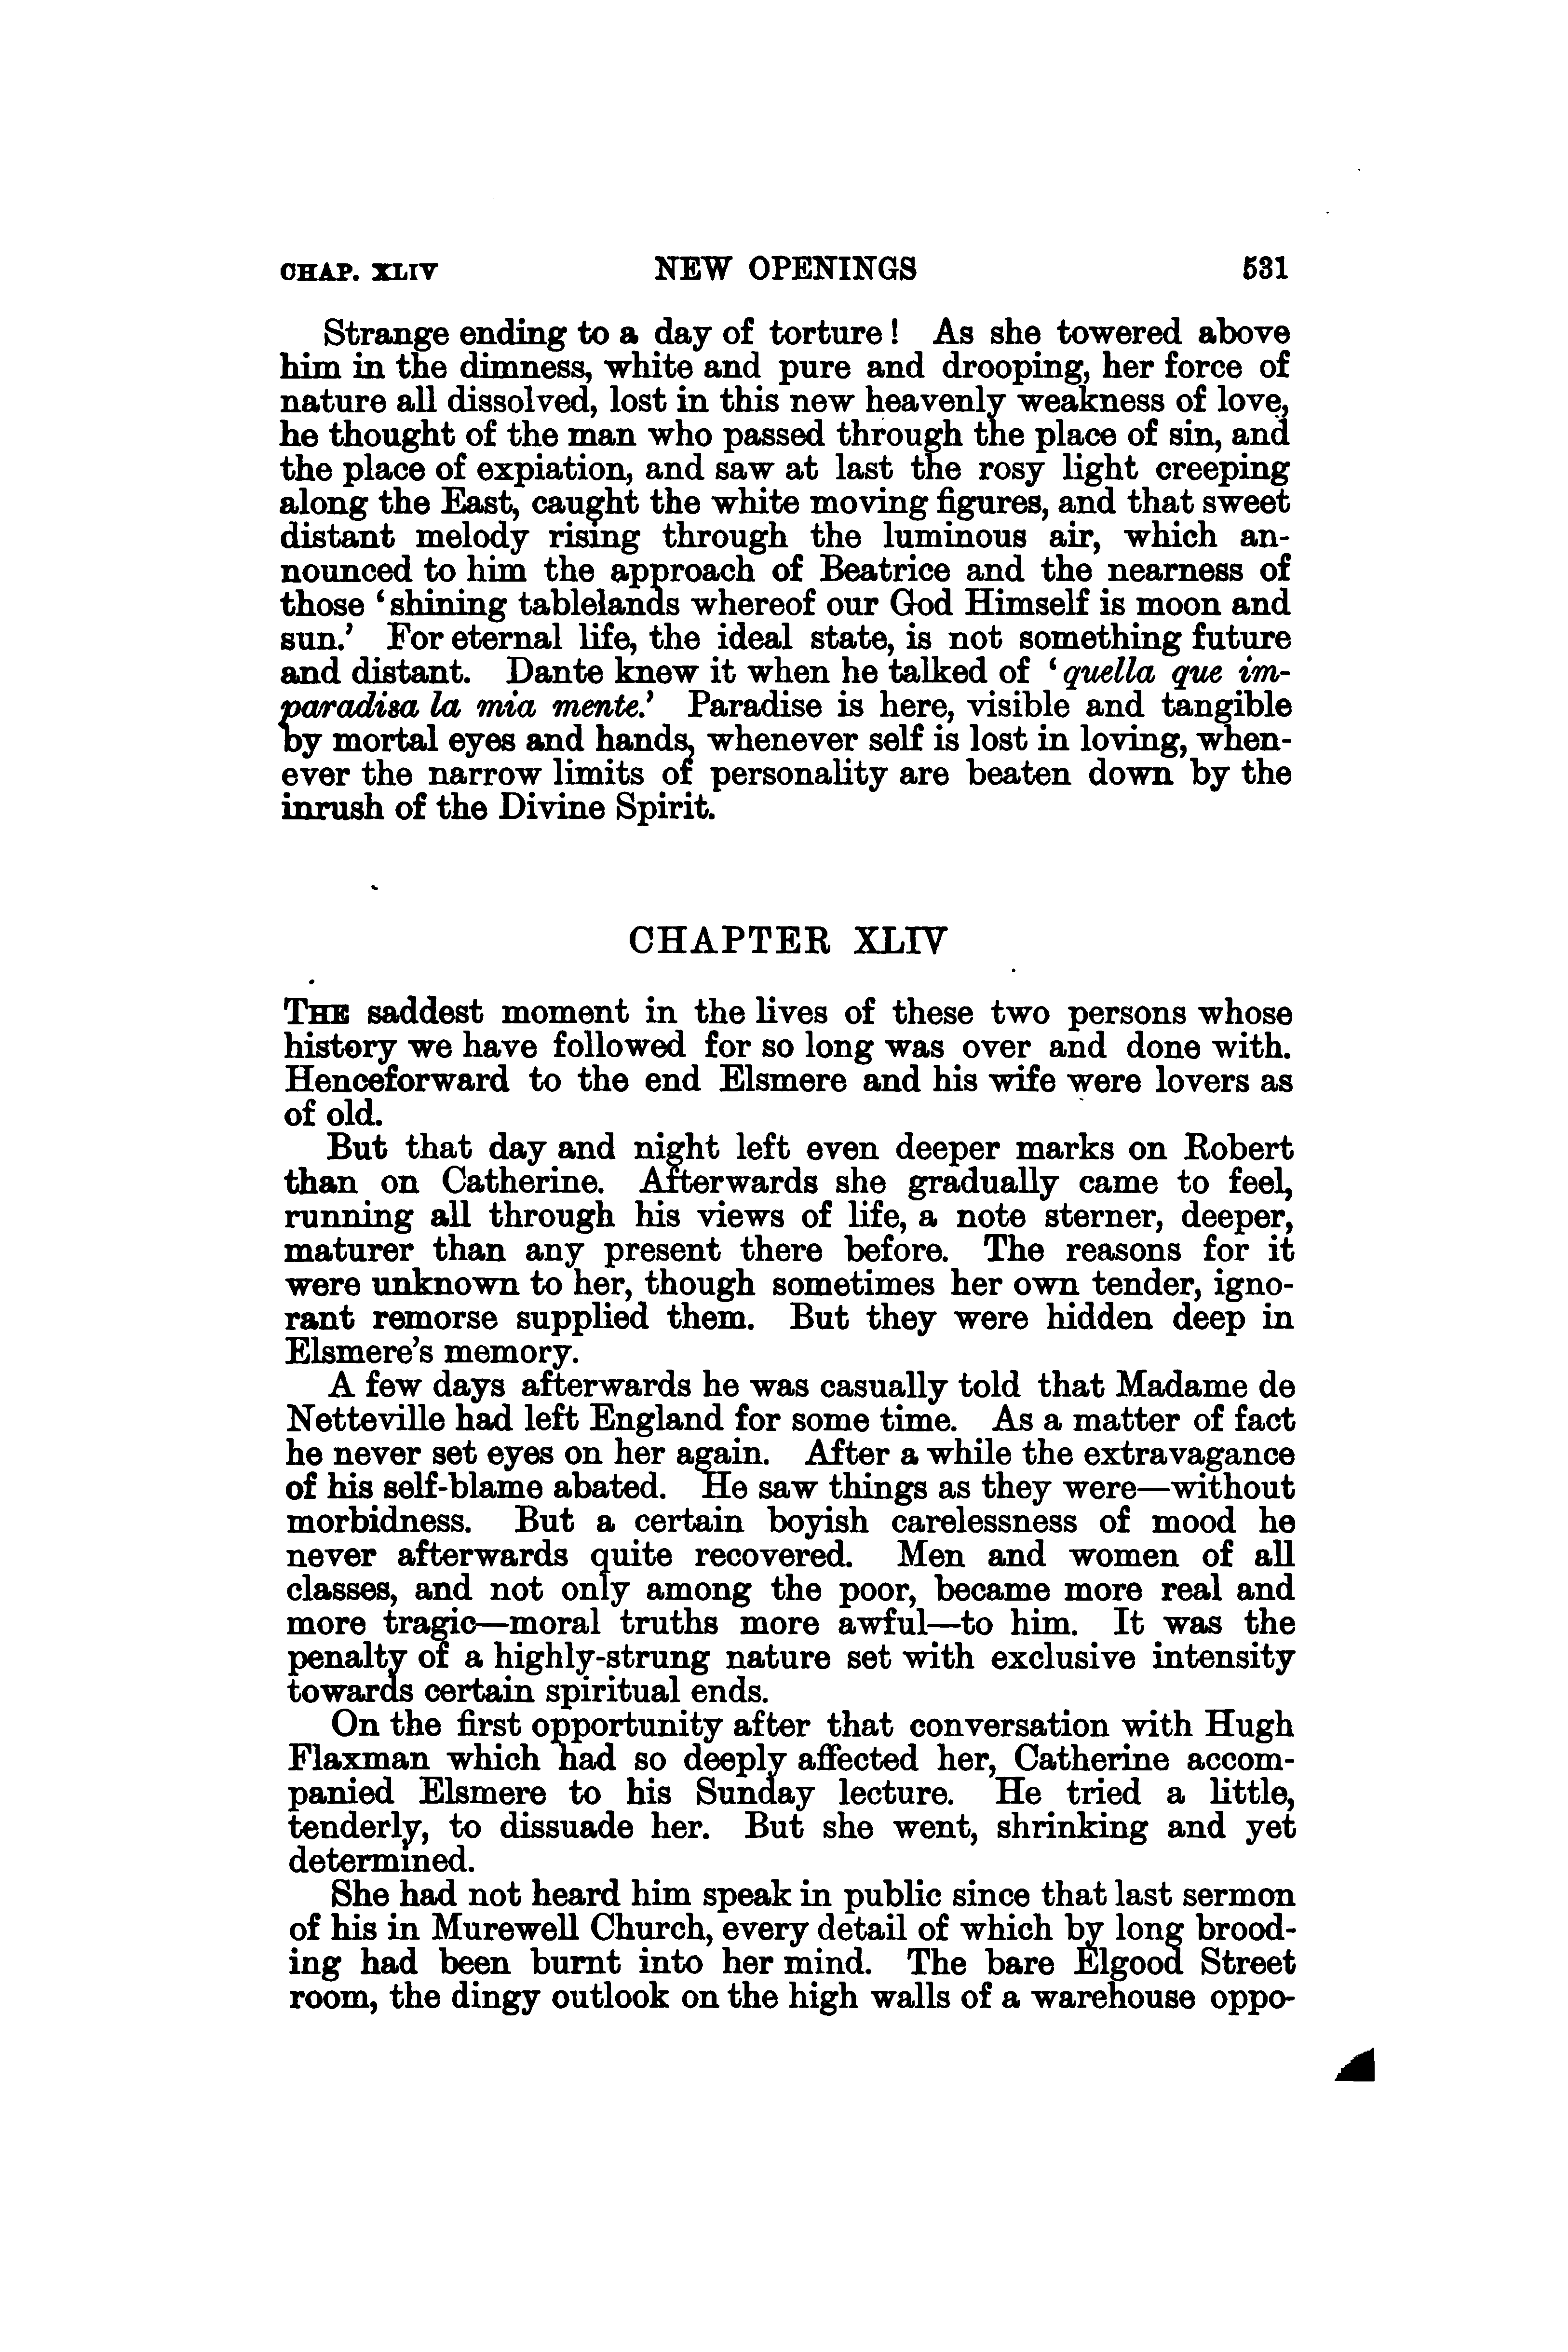 CHAP. XLIV NEW OPENINGS 531
Strange ending to a day of torture! As she towered above
him in the dimness, white and pure and drooping, her force of
nature all dissolved, lost in this new heavenly weakness of love,
he thought of the man who passed through the place of sin, and
the place of expiation, and saw at last the rosy light creeping
along the East, caught the white moving figures, and that sweet
distant melody rising through the luminous air, which an-
nounced to him the approach of Beatrice and the nearness of
those ‘shining tablelands whereof our God Himself is moon and
sun.’ For eternal life, the ideal state, is not something future
and distant. Dante knew it when he talked of ‘quella que im-
paradisa la mia mente.’ Paradise is here, visible and tangible
by mortal eyes and hands, whenever self is lost in loving, when-
ever the narrow limits of personality are beaten down by the
inrush of the Divine Spirit.
CHAPTER XLIV
THE saddest moment in the lives of these two persons whose
history we have followed for so long was over and done with.
Henceforward to the end Elsmere and his wife were lovers as
of old.
But that day and night left even deeper marks on Robert
than on Catherine. Afterwards she gradually came to feel,
running all through his views of life, a note sterner, deeper,
maturer than any present there before. The reasons for it
were unknown to her, though sometimes her own tender, igno-
rant remorse supplied them. But they were hidden deep in
Elsmere’s memory.
A few days afterwards he was casually told that Madame de
Netteville had left England for some time. As a matter of fact
he never set eyes on her again. After a while the extravagance
of his self-blame abated. He saw things as they were—without
morbidness. But a certain boyish carelessness of mood he
never afterwards quite recovered. Men and women of all
classes, and not only among the poor, became more real and
more tragic—moral truths more awful—to him. It was the
penalty of a highly-strung nature set with exclusive intensity
towards certain spiritual ends.
On the first opportunity after that conversation with Hugh
Flaxman which had so deeply affected her, Catherine accom-
panied Elsmere to his Sunday lecture. He tried a little,
tenderly, to dissuade her. But she went, shrinking and yet
determined.
She had not heard him speak in public since that last sermon
of his in Murewell Church, every detail of which by long brood-
ing had been burnt into her mind. The bare Elgood Street
room, the dingy outlook on the high walls of a warehouse oppo-